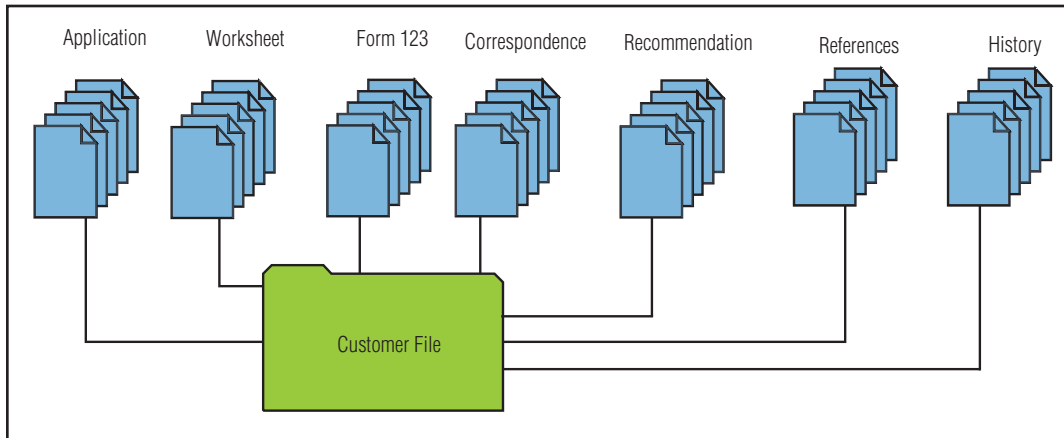 Application
Worksheet
Form 123
Correspondence
Recommendation
References
History
Customer File